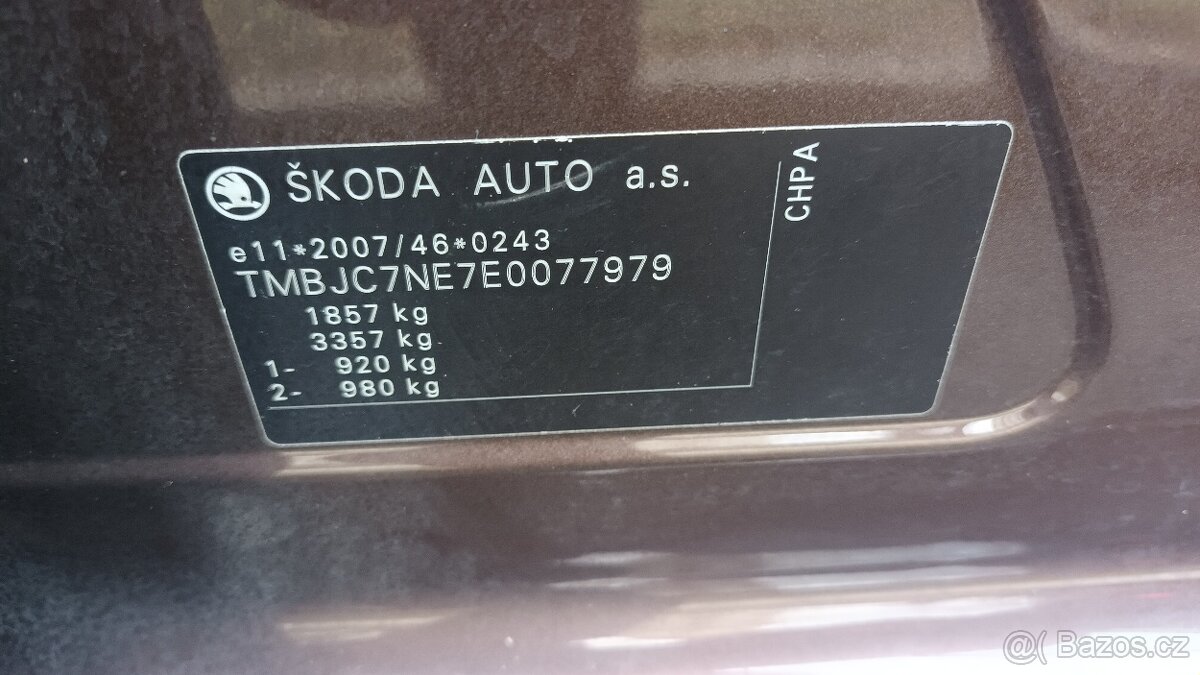 ŠKODA AUTO a.s.
e11*2007/46*0243
TMBJC7NE7E0077979
1857 kg
3357 kg
1- 920 kg
2- 980 kg
CHPA
@( Bazos.cz